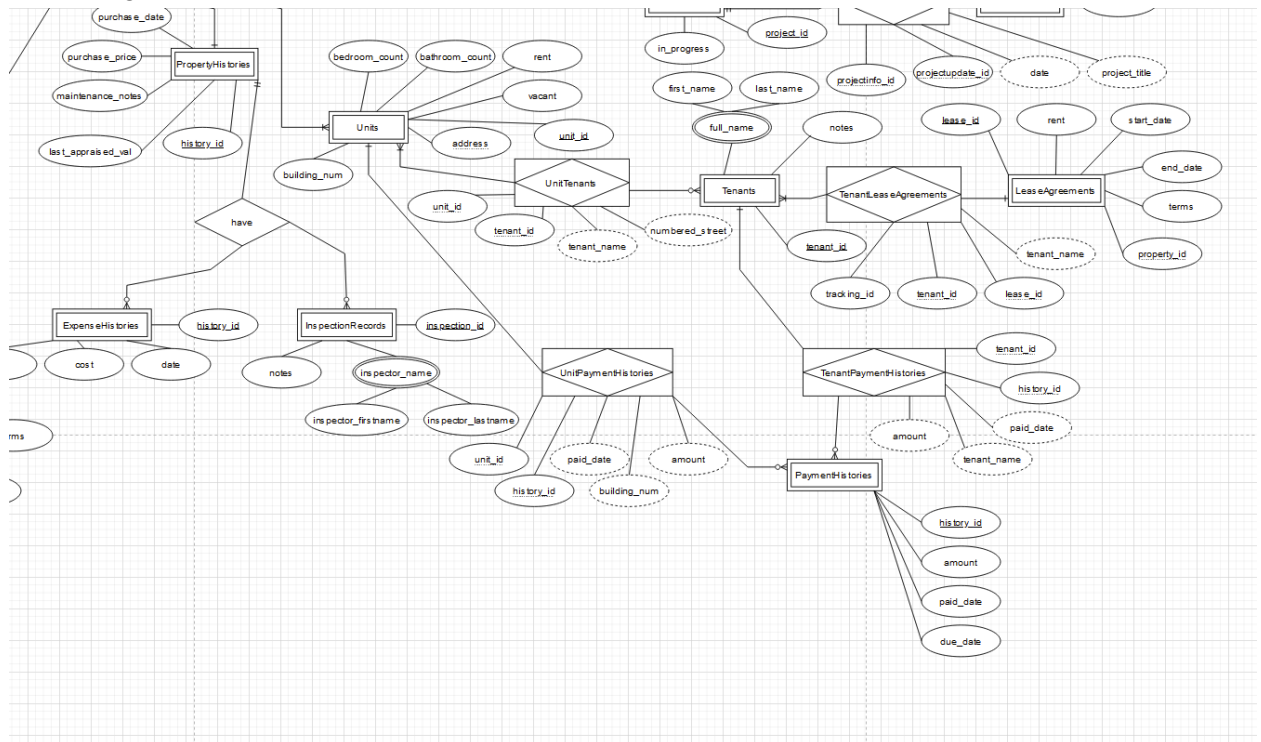 purchase_date
PropertyHistories
purchase_price
maintenance_notes
last_appraised_val
history_id
bedroom_count
bathroom_count
rent
vacant
unit_id
address
Units
building_num
in_progress
project_id
projectinfo_id
projectupdate_id
date
project_title
first_name
last_name
full_name
notes
lease_id
rent
start_date
end_date
terms
property_id
LeaseAgreements
UnitTenants
unit_id
tenant_id
tenant_name
numbered_street
Tenants
tenant_id
TenantLeaseAgreements
tracking_id
tenant_id
lease_id
tenant_name
have
ExpenseHistories
history_id
cost
date
InspectionRecords
inspection_id
notes
inspector_name
inspector_firstname
inspector_lastname
UnitPaymentHistories
unit_id
history_id
paid_date
building_num
amount
TenantPaymentHistories
tenant_id
history_id
paid_date
tenant_name
amount
rms
PaymentHistories
history_id
amount
paid_date
due_date